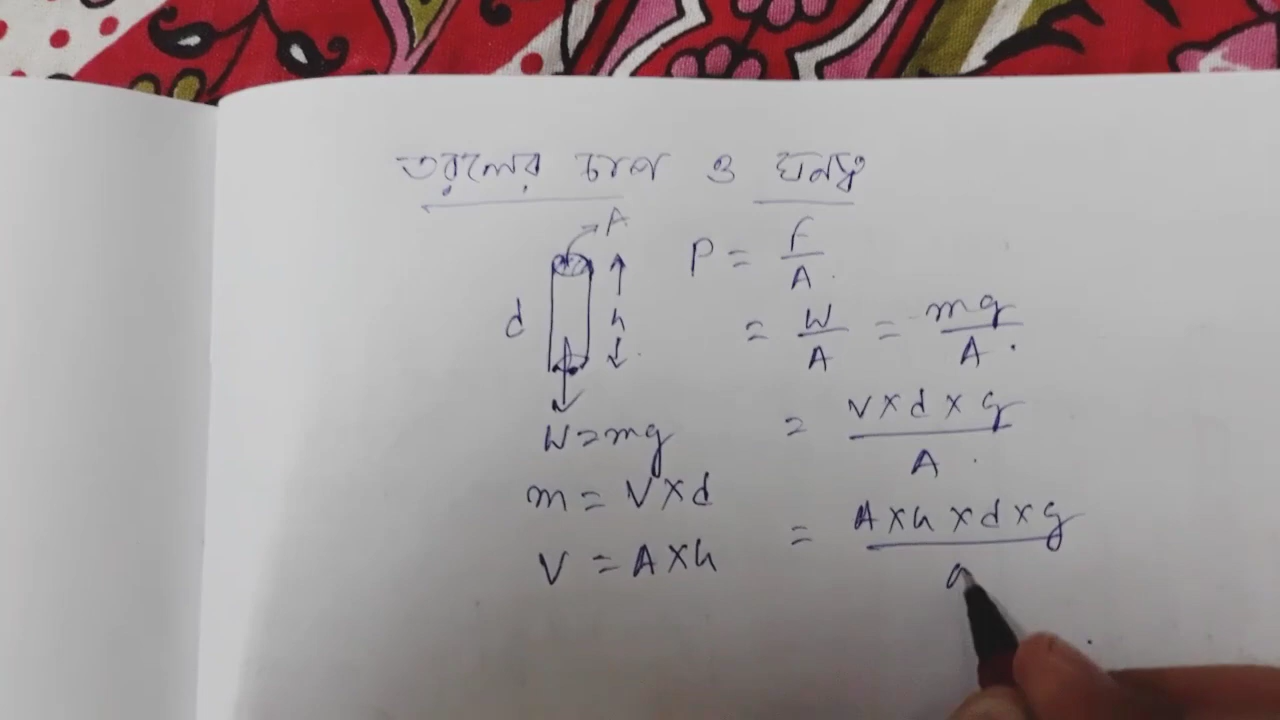 তরলের চাপ ও ঘনত্ব
A
d
h
P = F/A
= W/A = mg/A.
W = mg
= V×d×g/A.
m = V×d
= A×h×d×g/
V = A×h